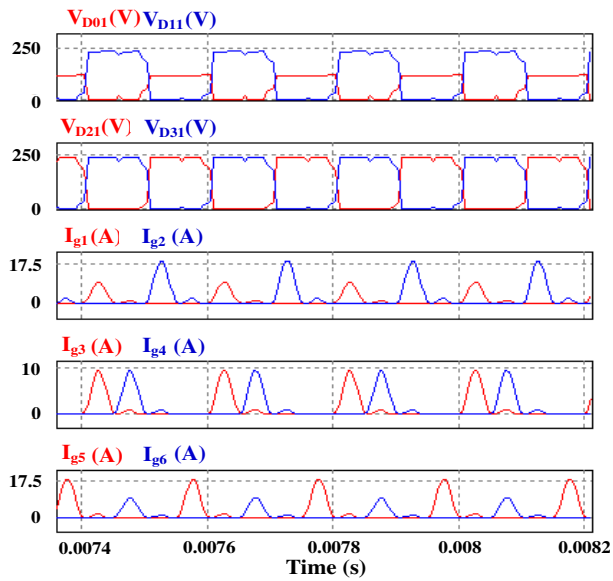 V_D01(V) V_D11(V)
250
0
V_D21(V) V_D31(V)
250
0
I_g1(A) I_g2 (A)
17.5
0
I_g3 (A) I_g4 (A)
10
0
I_g5 (A) I_g6 (A)
17.5
0
0.0074 0.0076 0.0078 0.008 0.0082
Time (s)